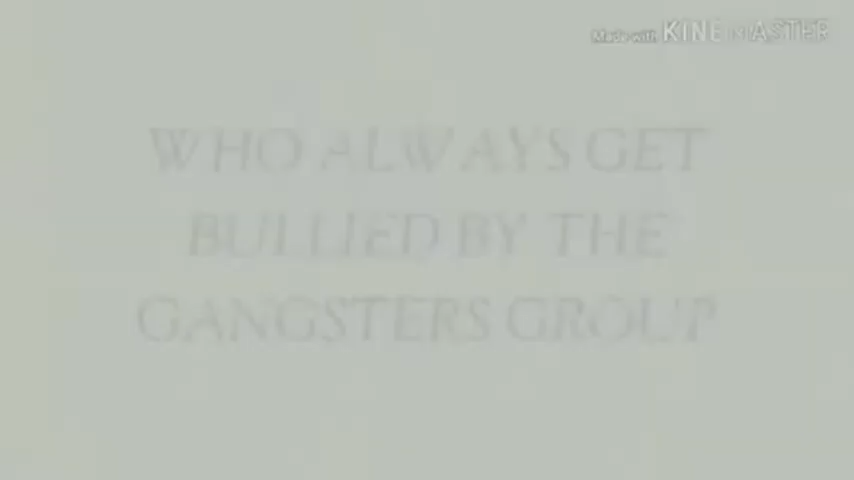 Made with KINEMASTER
WHO ALWAYS GET
BULLIED BY THE
GANGSTERS GROUP